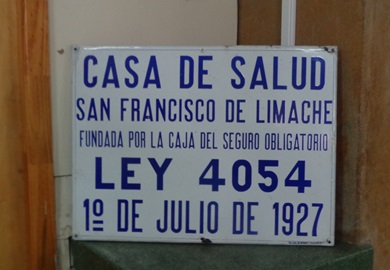 CASA DE SALUD
SAN FRANCISCO DE LIMACHE
FUNDADA POR LA CAJA DEL SEGURO OBLIGATORIO
LEY 4054
1º DE JULIO DE 1927